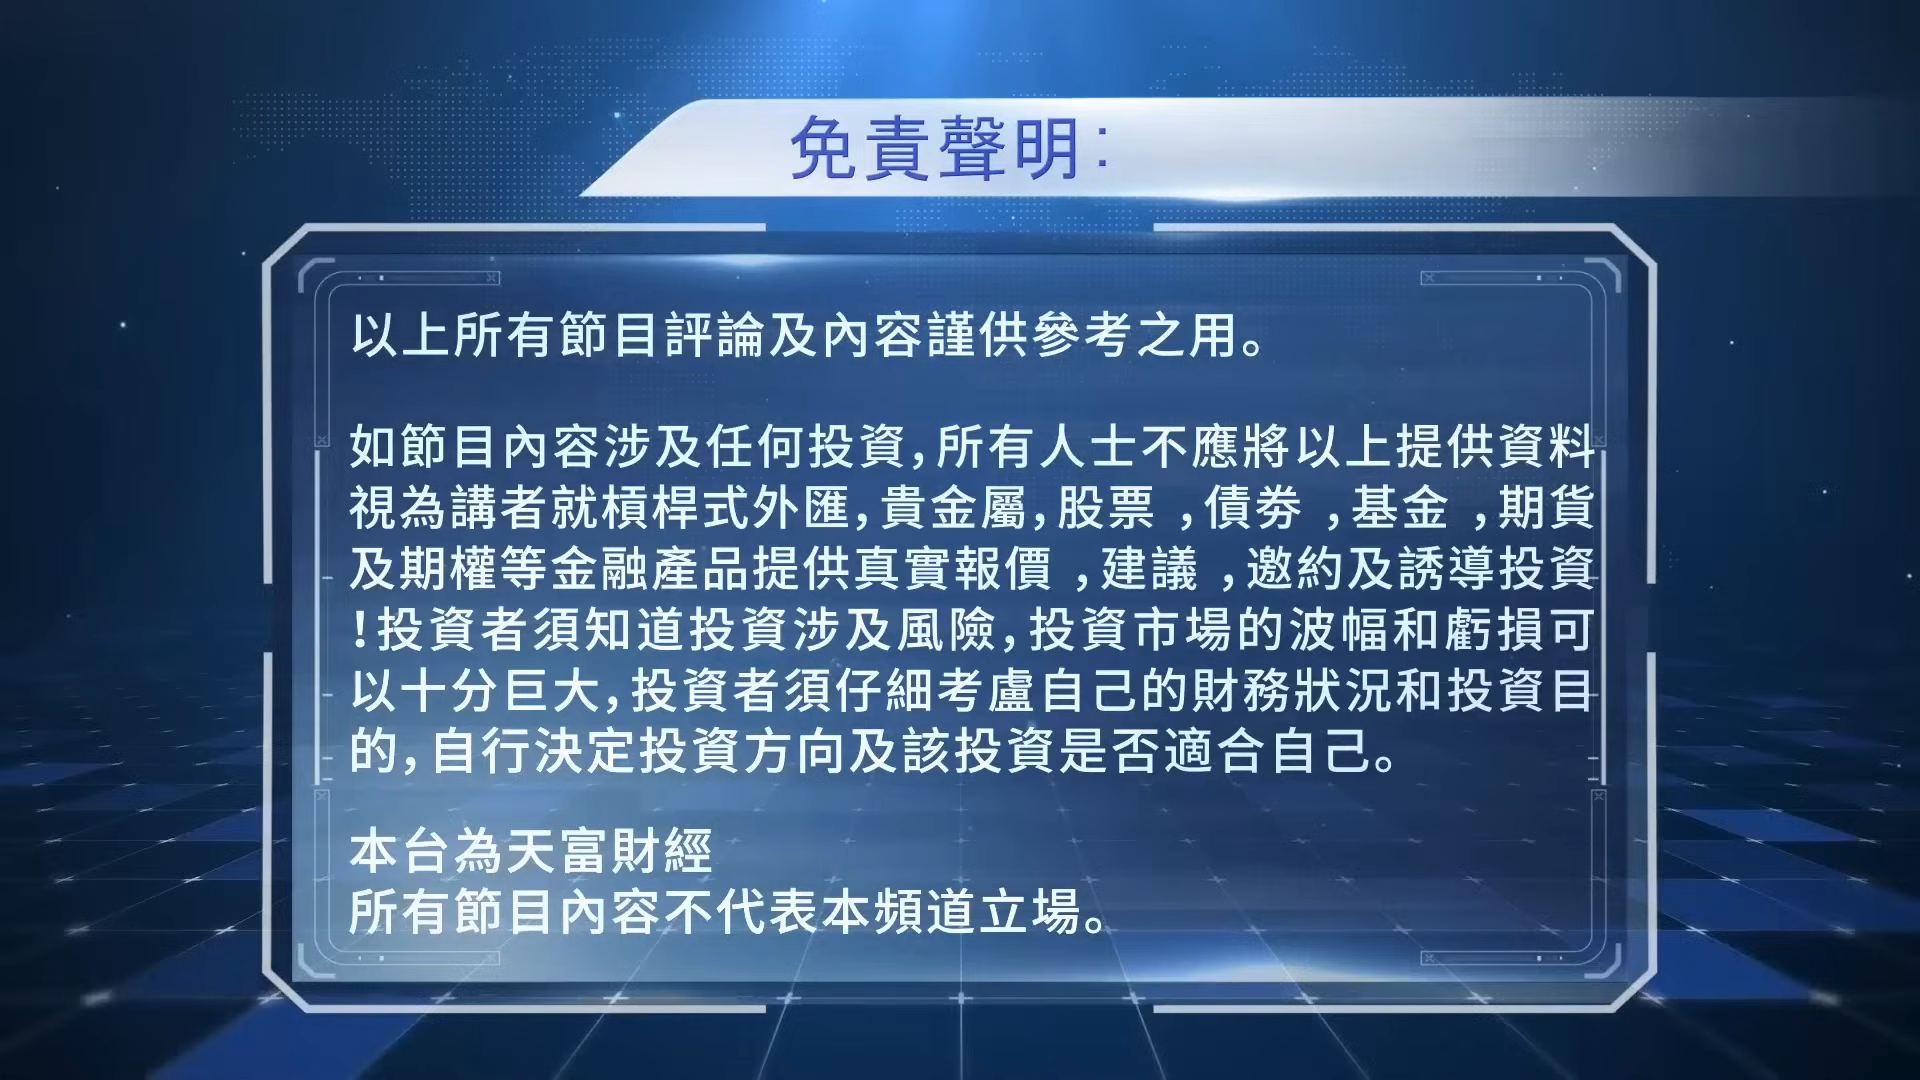 免責聲明：
以上所有節目評論及內容謹供參考之用。
如節目內容涉及任何投資，所有人士不應將以上提供資料
視為講者就槓桿式外匯，貴金屬，股票 ，債券 ，基金 ，期貨
及期權等金融產品提供真實報價 ，建議 ，邀約及誘導投資
！投資者須知道投資涉及風險，投資市場的波幅和虧損可
以十分巨大，投資者須仔細考盧自己的財務狀況和投資目
的，自行決定投資方向及該投資是否適合自己。
本台為天富財經
所有節目內容不代表本頻道立場。